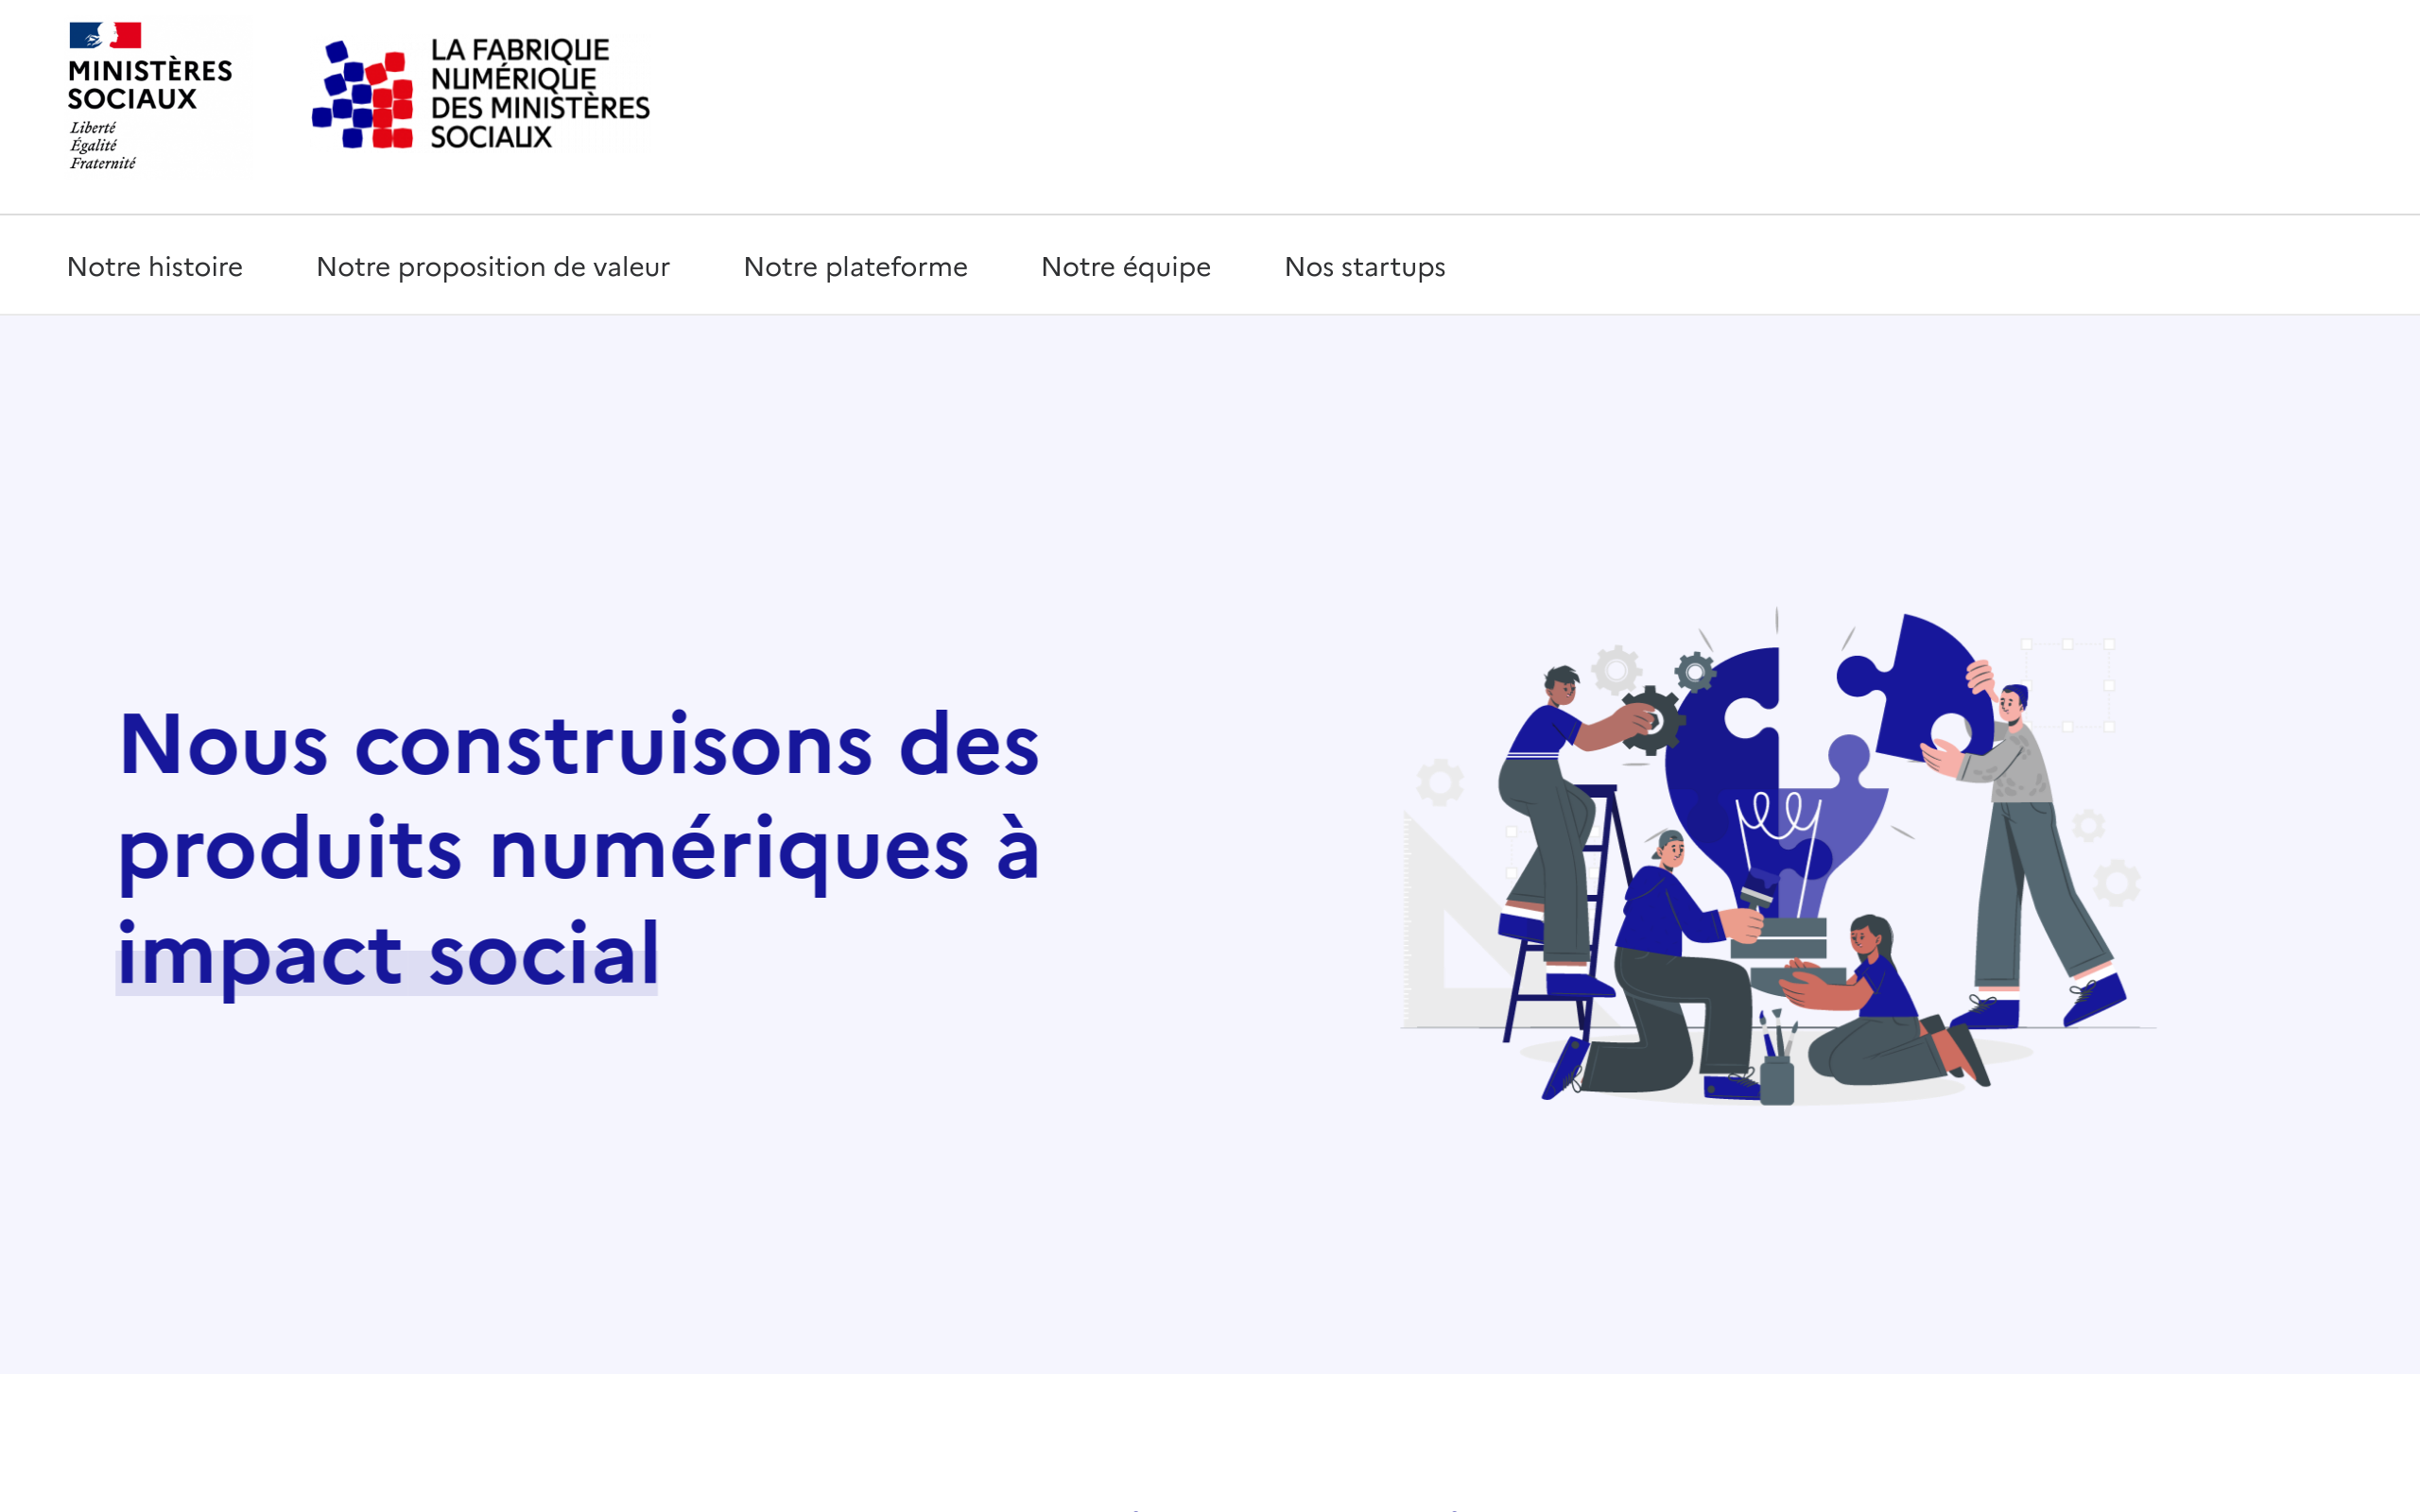 MINISTÈRES
SOCIAUX
Liberté
Égalité
Fraternité
LA FABRIQUE
NUMÉRIQUE
DES MINISTÈRES
SOCIAUX
Notre histoire
Notre proposition de valeur
Notre plateforme
Notre équipe
Nos startups
Nous construisons des
produits numériques à
impact social